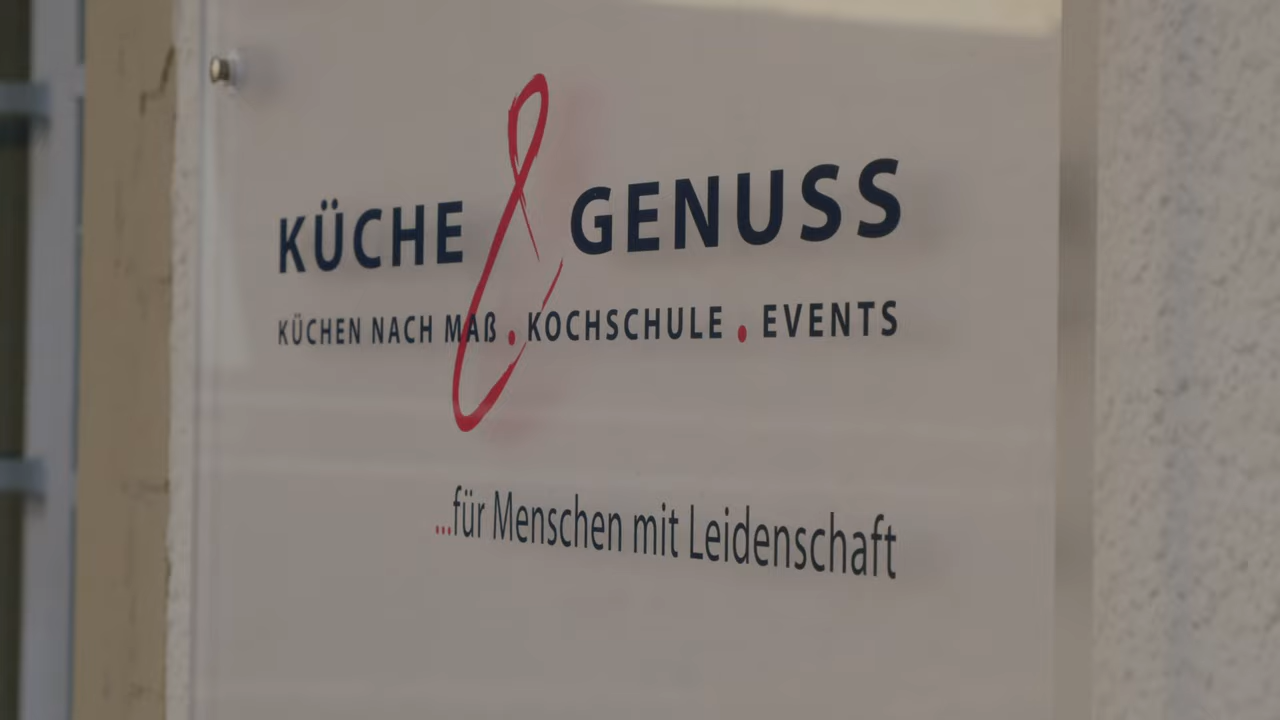 KÜCHE & GENUSS
KÜCHEN NACH MAß . KOCHSCHULE . EVENTS
...für Menschen mit Leidenschaft